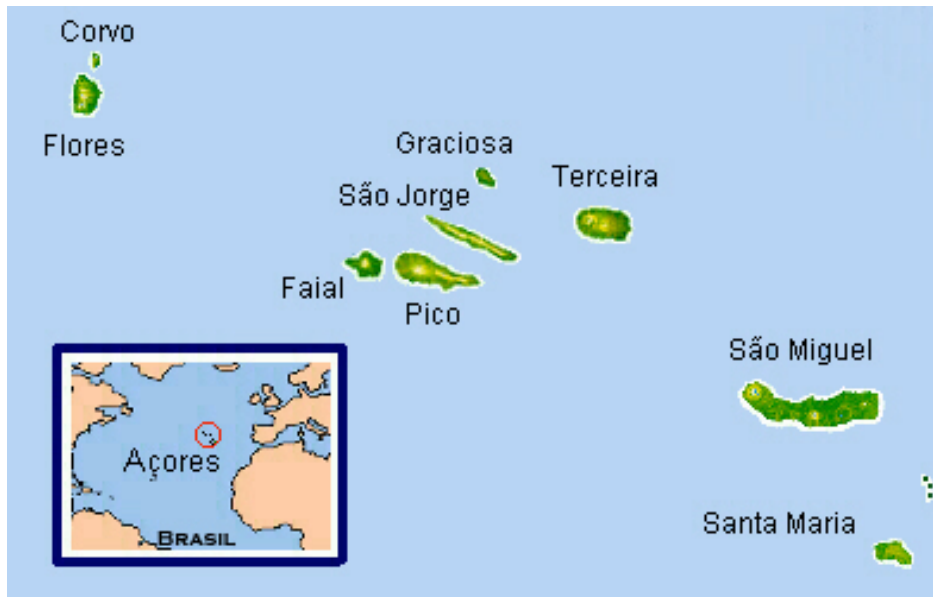 Corvo
Flores
Graciosa
Terceira
São Jorge
Faial
Pico
São Miguel
Açores
Santa Maria
BRASIL